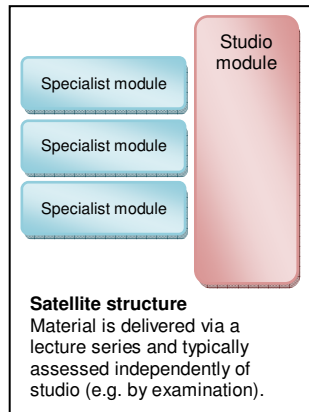 Studio
module
Specialist module
Specialist module
Specialist module
Satellite structure
Material is delivered via a
lecture series and typically
assessed independently of
studio (e.g. by examination).